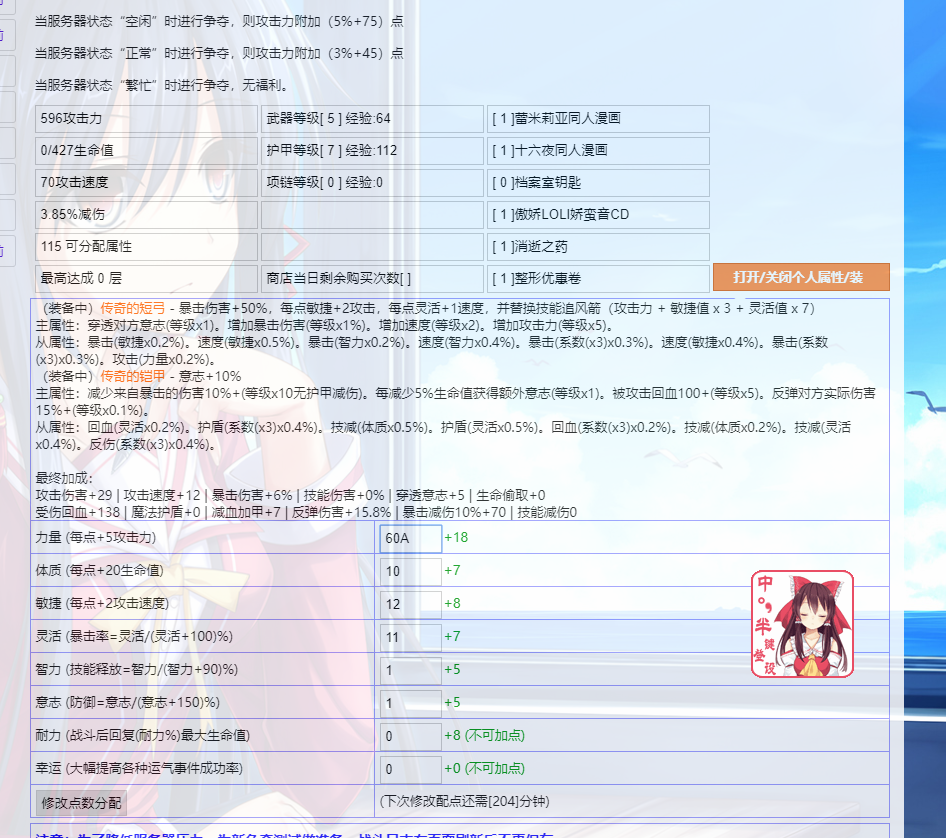 当服务器状态“空闲”时进行争夺，则攻击力附加（5%+75）点
当服务器状态“正常”时进行争夺，则攻击力附加（3%+45）点
当服务器状态“繁忙”时进行争夺，无福利。
596攻击力 武器等级[ 5 ] 经验:64 [ 1 ]蕾米莉亚同人漫画
0/427生命值 护甲等级[ 7 ] 经验:112 [ 1 ]十六夜同人漫画
70攻击速度 项链等级[ 0 ] 经验:0 [ 0 ]档案室钥匙
3.85%减伤 [ 1 ]傲娇LOLI娇蛮音CD
115 可分配属性 [ 1 ]消逝之药
最高达成 0 层 商店当日剩余购买次数[ ] [ 1 ]整形优惠卷 打开/关闭个人属性/装
（装备中）传奇的短弓 - 暴击伤害+50%，每点敏捷+2攻击，每点灵活+1速度，并替换技能追风箭（攻击力 + 敏捷值 x 3 + 灵活值 x 7）
主属性：穿透对方意志(等级x1)。增加暴击伤害(等级x1%)。增加速度(等级x2)。增加攻击力(等级x5)。
从属性：暴击(敏捷x0.2%)。速度(敏捷x0.5%)。暴击(智力x0.2%)。速度(智力x0.4%)。暴击(系数(x3)x0.3%)。速度(敏捷x0.4%)。暴击(系数
(x3)x0.3%)。攻击(力量x0.2%)。
（装备中）传奇的铠甲 - 意志+10%
主属性：减少来自暴击的伤害10%+(等级x10无护甲减伤)。每减少5%生命值获得额外意志(等级x1)。被攻击回血100+(等级x5)。反弹对方实际伤害
15%+(等级x0.1%)。
从属性：回血(灵活x0.2%)。护盾(系数(x3)x0.4%)。技减(体质x0.5%)。护盾(灵活x0.5%)。回血(系数(x3)x0.2%)。技减(体质x0.2%)。技减(灵活
x0.4%)。反伤(系数(x3)x0.4%)。
最终加成：
攻击伤害+29 | 攻击速度+12 | 暴击伤害+6% | 技能伤害+0% | 穿透意志+5 | 生命偷取+0
受伤回血+138 | 魔法护盾+0 | 减血加甲+7 | 反弹伤害+15.8% | 暴击减伤10%+70 | 技能减伤0
力量 (每点+5攻击力) 60A +18
体质 (每点+20生命值) 10 +7
敏捷 (每点+2攻击速度) 12 +8
灵活 (暴击率=灵活/(灵活+100)%) 11 +7
智力 (技能释放=智力/(智力+90)%) 1 +5
意志 (防御=意志/(意志+150)%) 1 +5
耐力 (战斗后回复(耐力%)最大生命值) 0 +8 (不可加点)
幸运 (大幅提高各种运气事件成功率) 0 +0 (不可加点)
修改点数分配 (下次修改配点还需[204]分钟)
中
半